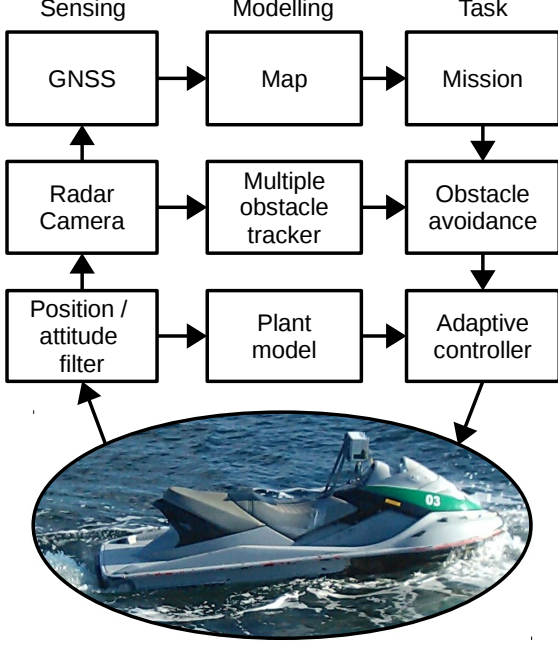 Sensing Modelling Task
GNSS Map Mission
Radar
Camera
Multiple
obstacle
tracker
Obstacle
avoidance
Position /
attitude
filter
Plant
model
Adaptive
controller
03